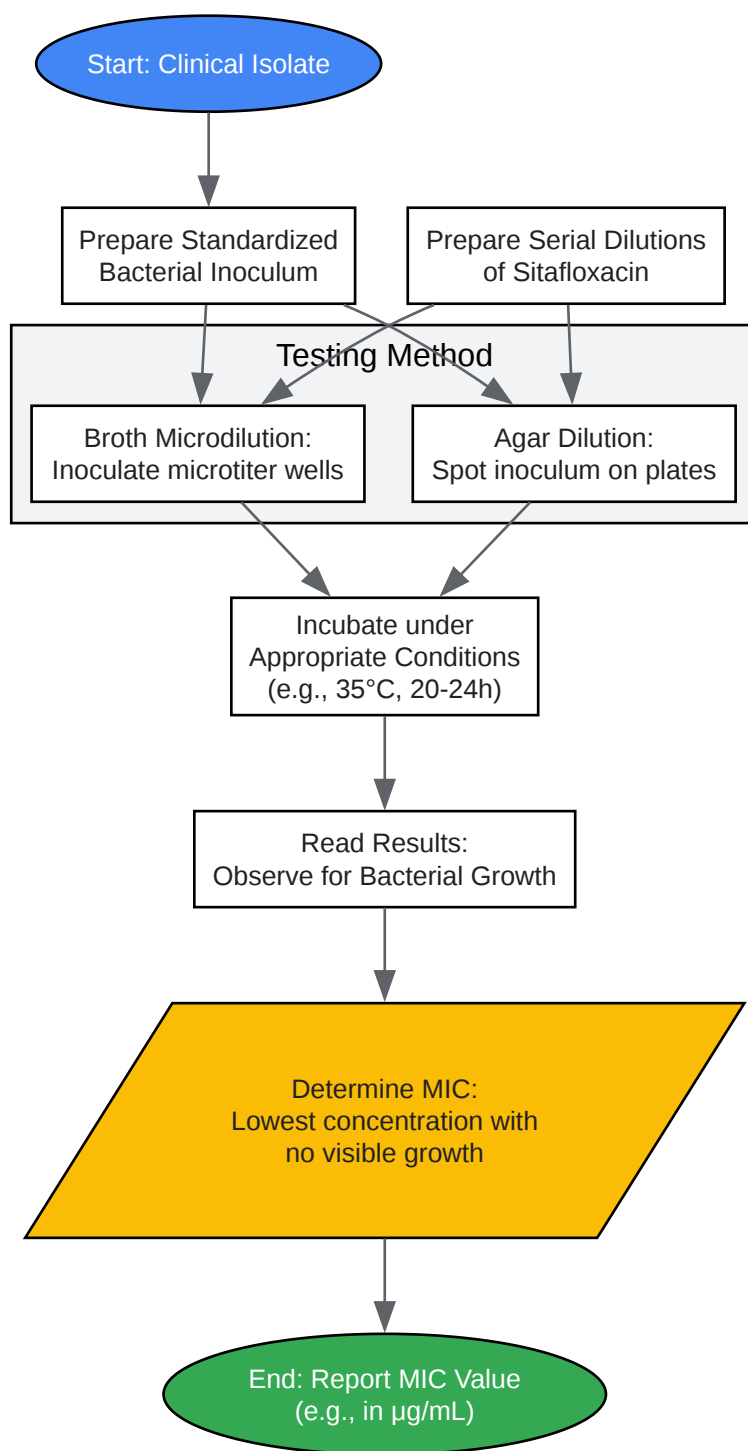 Start: Clinical Isolate
Prepare Standardized
Bacterial Inoculum
Prepare Serial Dilutions
of Sitafloxacin
Testing Method
Broth Microdilution:
Inoculate microtiter wells
Agar Dilution:
Spot inoculum on plates
Incubate under
Appropriate Conditions
(e.g., 35°C, 20-24h)
Read Results:
Observe for Bacterial Growth
Determine MIC:
Lowest concentration with
no visible growth
End: Report MIC Value
(e.g., in μg/mL)